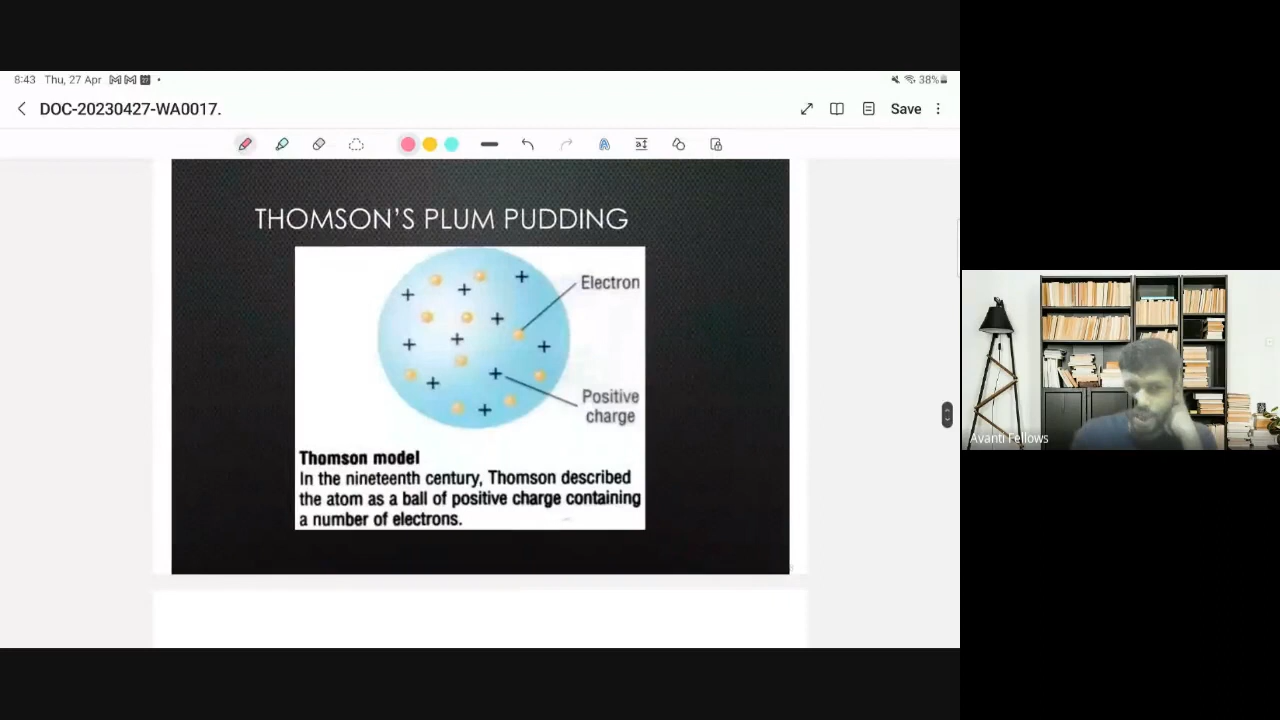 8:43 Thu, 27 Apr
38%
DOC-20230427-WA0017.
Save
THOMSON'S PLUM PUDDING
Electron
Positive
charge
Thomson model
In the nineteenth century, Thomson described
the atom as a ball of positive charge containing
a number of electrons.
Avanti Fellows